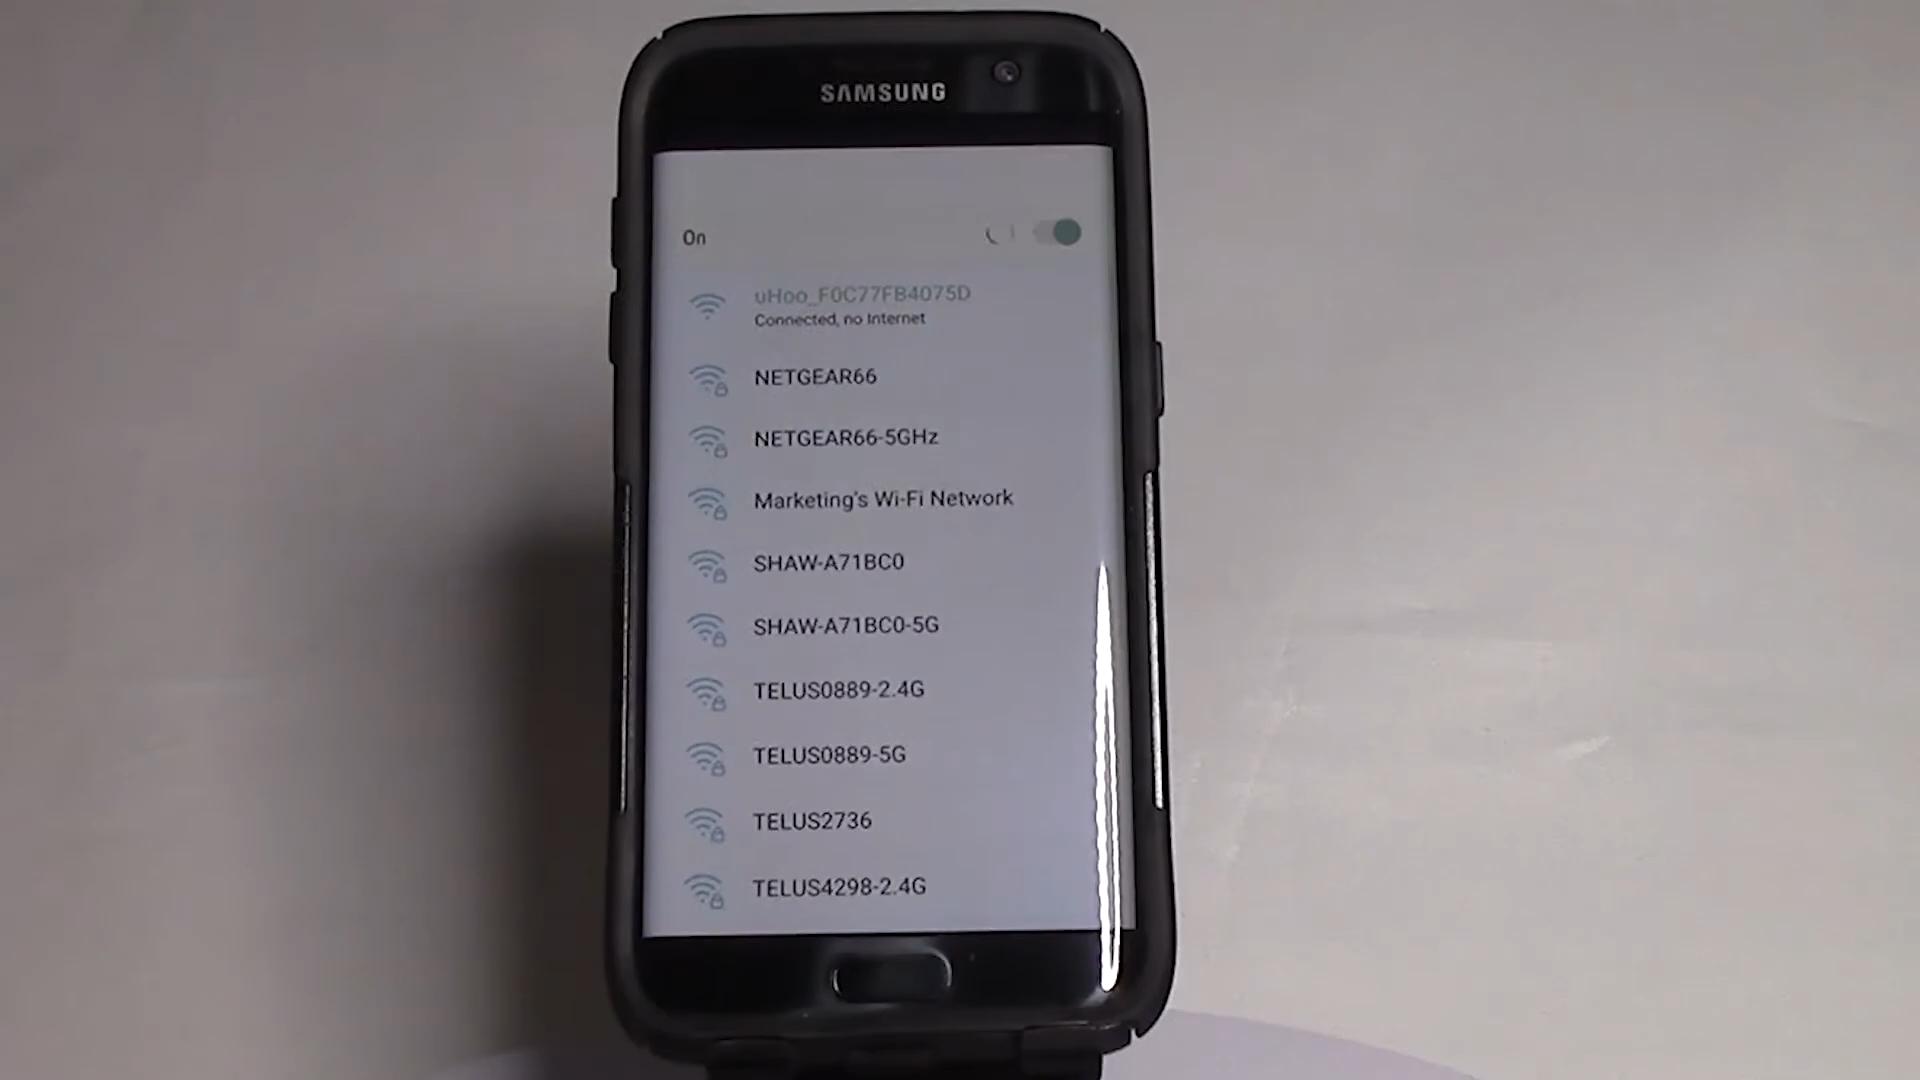 SAMSUNG
On
uHoo_F0C77FB4075D
Connected, no Internet
NETGEAR66
NETGEAR66-5GHz
Marketing's Wi-Fi Network
SHAW-A71BC0
SHAW-A71BC0-5G
TELUS0889-2.4G
TELUS0889-5G
TELUS2736
TELUS4298-2.4G